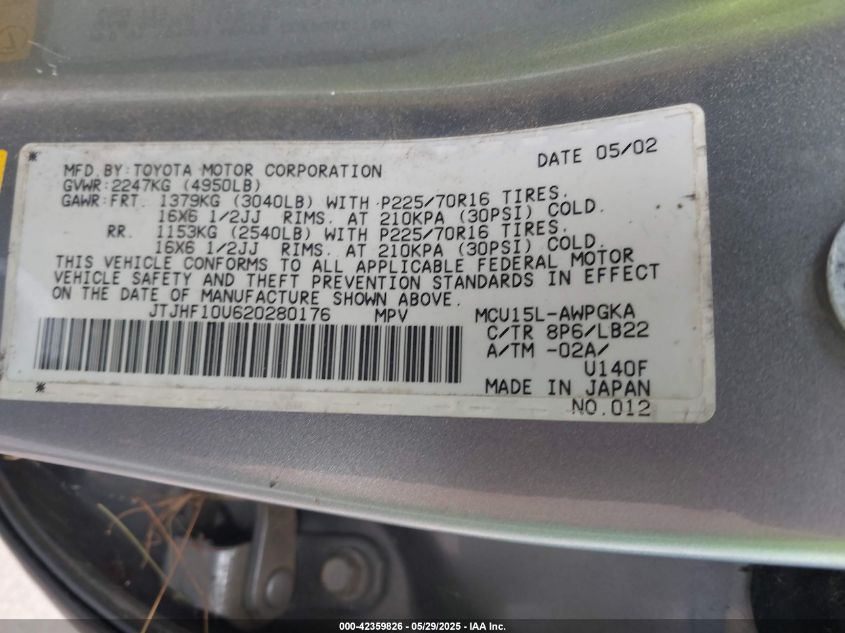 DATE 05/02
MFD. BY: TOYOTA MOTOR CORPORATION
GVWR: 2247KG (4950LB)
GAWR: FRT. 1379KG (3040LB) WITH P225/70R16 TIRES.
16X6 1/2JJ RIMS. AT 210KPA (30PSI) COLD.
RR. 1153KG (2540LB) WITH P225/70R16 TIRES.
16X6 1/2JJ RIMS. AT 210KPA (30PSI) COLD.
THIS VEHICLE CONFORMS TO ALL APPLICABLE FEDERAL MOTOR
VEHICLE SAFETY AND THEFT PREVENTION STANDARDS IN EFFECT
ON THE DATE OF MANUFACTURE SHOWN ABOVE.
JTJHF10U620280176 MPV MCU15L-AWPGKA
C/TR 8P6/LB22
A/TM -02A/
U140F
MADE IN JAPAN
NO.012
000-42359826 - 05/29/2025 - IAA Inc.